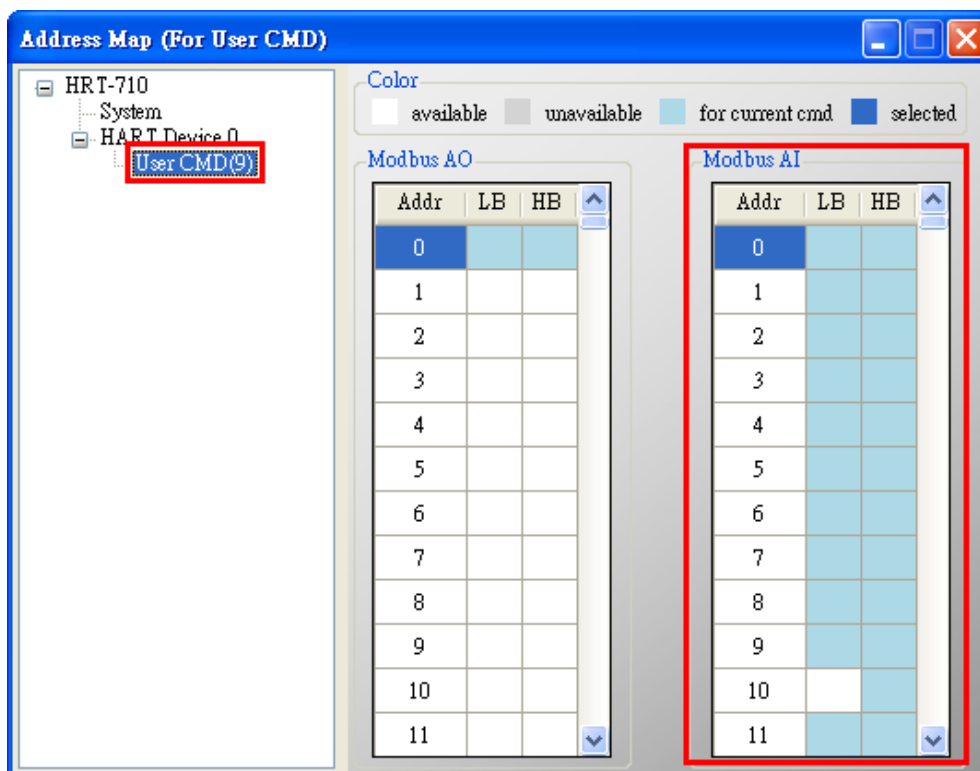 Address Map (For User CMD)
HRT-710
System
HART Device 0
User CMD(9)
Color
available unavailable for current cmd selected
Modbus AO
Addr LB HB
0
1
2
3
4
5
6
7
8
9
10
11
Modbus AI
Addr LB HB
0
1
2
3
4
5
6
7
8
9
10
11